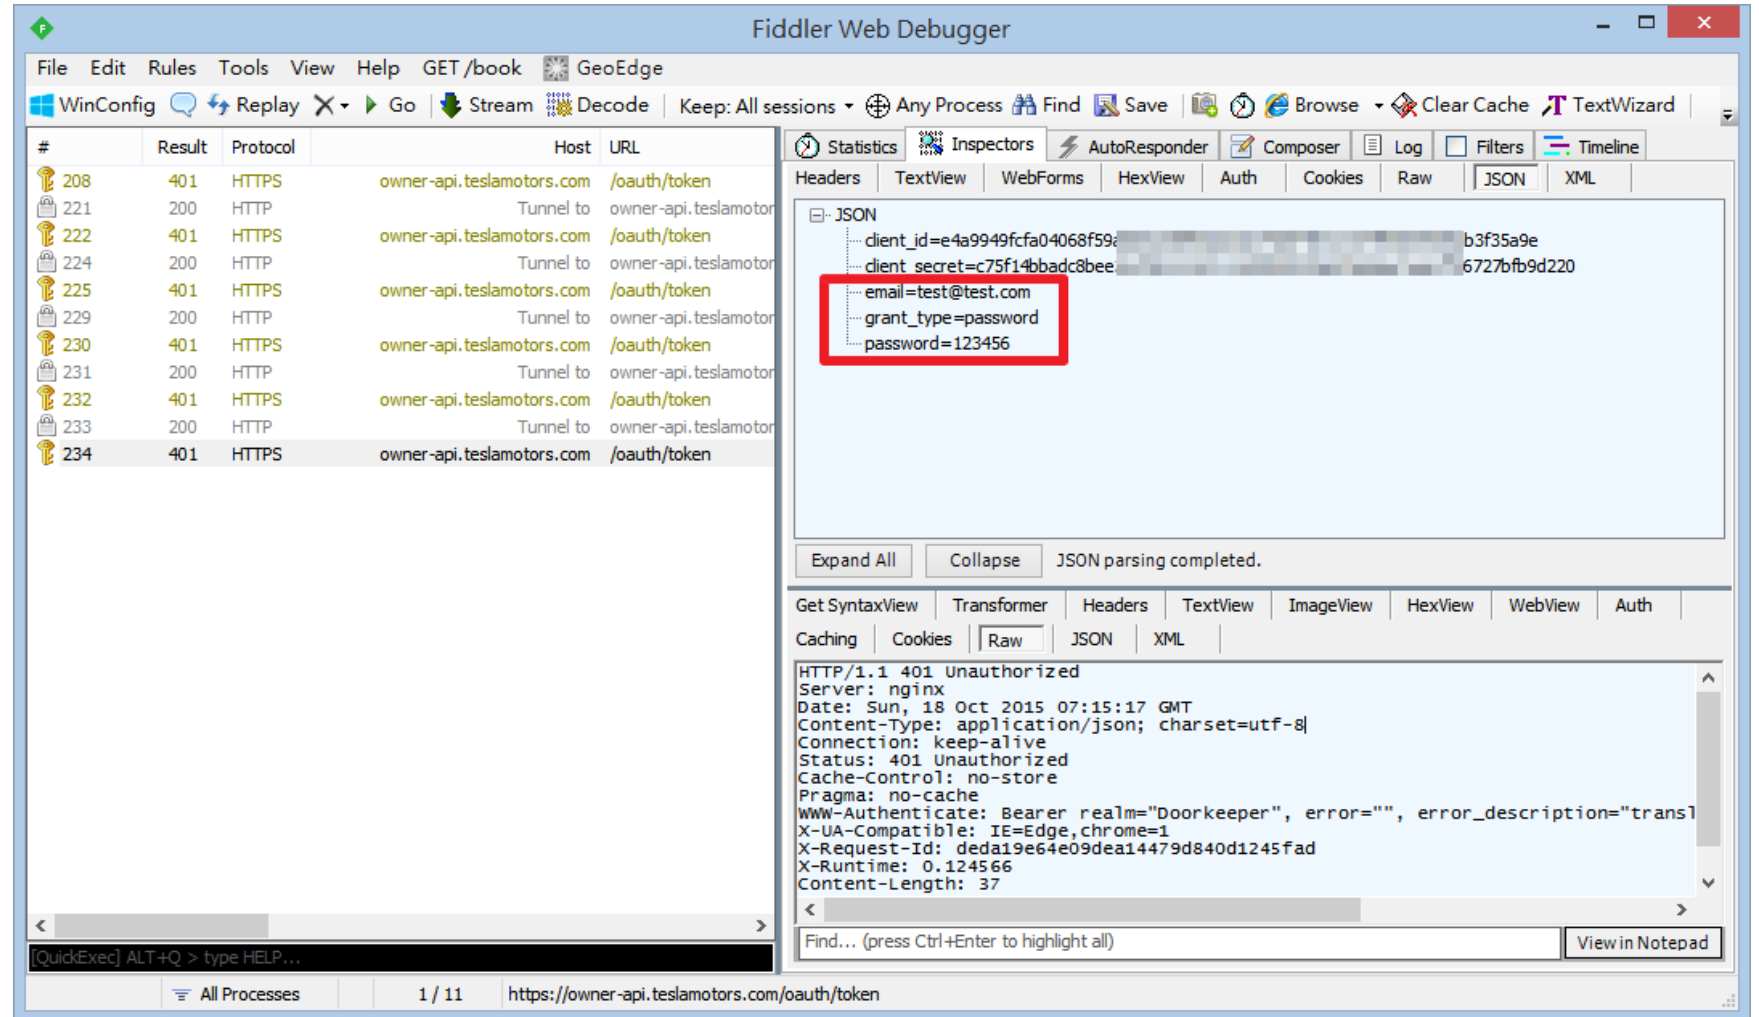 Fiddler Web Debugger
File Edit Rules Tools View Help GET /book GeoEdge
WinConfig Replay Go Stream Decode Keep: All sessions Any Process Find Save Browse Clear Cache TextWizard
# Result Protocol Host URL
208 401 HTTPS owner-api.teslamotors.com /oauth/token
221 200 HTTP Tunnel to owner-api.teslamotor
222 401 HTTPS owner-api.teslamotors.com /oauth/token
224 200 HTTP Tunnel to owner-api.teslamotor
225 401 HTTPS owner-api.teslamotors.com /oauth/token
229 200 HTTP Tunnel to owner-api.teslamotor
230 401 HTTPS owner-api.teslamotors.com /oauth/token
231 200 HTTP Tunnel to owner-api.teslamotor
232 401 HTTPS owner-api.teslamotors.com /oauth/token
233 200 HTTP Tunnel to owner-api.teslamotor
234 401 HTTPS owner-api.teslamotors.com /oauth/token
[QuickExec] ALT+Q > type HELP...
Statistics Inspectors AutoResponder Composer Log Filters Timeline
Headers TextView WebForms HexView Auth Cookies Raw JSON XML
JSON
client_id=e4a9949fcfa04068f59a b3f35a9e
client_secret=c75f14bbadc8bee 6727bfb9d220
email=test@test.com
grant_type=password
password=123456
Expand All Collapse JSON parsing completed.
Get SyntaxView Transformer Headers TextView ImageView HexView WebView Auth
Caching Cookies Raw JSON XML
HTTP/1.1 401 Unauthorized
Server: nginx
Date: Sun, 18 Oct 2015 07:15:17 GMT
Content-Type: application/json; charset=utf-8
Connection: keep-alive
Status: 401 Unauthorized
Cache-Control: no-store
Pragma: no-cache
WWW-Authenticate: Bearer realm="Doorkeeper", error="", error_description="transl
X-UA-Compatible: IE=Edge,chrome=1
X-Request-Id: deda19e64e09dea14479d840d1245fad
X-Runtime: 0.124566
Content-Length: 37
Find... (press Ctrl+Enter to highlight all) View in Notepad
All Processes 1 / 11 https://owner-api.teslamotors.com/oauth/token